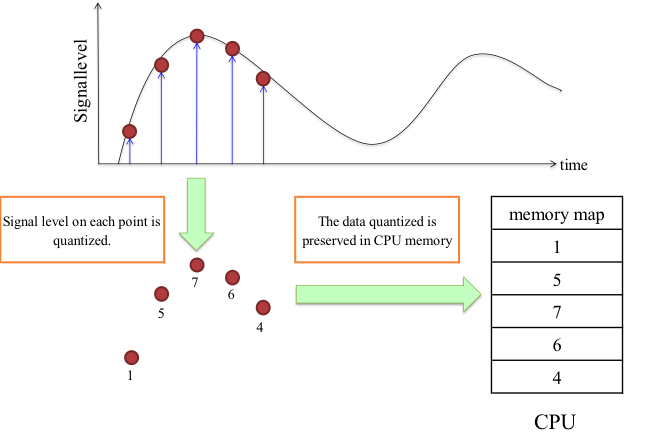 Signallevel
time
Signal level on each point is
quantized.
The data quantized is
preserved in CPU memory
1
5
7
6
4
memory map
1
5
7
6
4
CPU